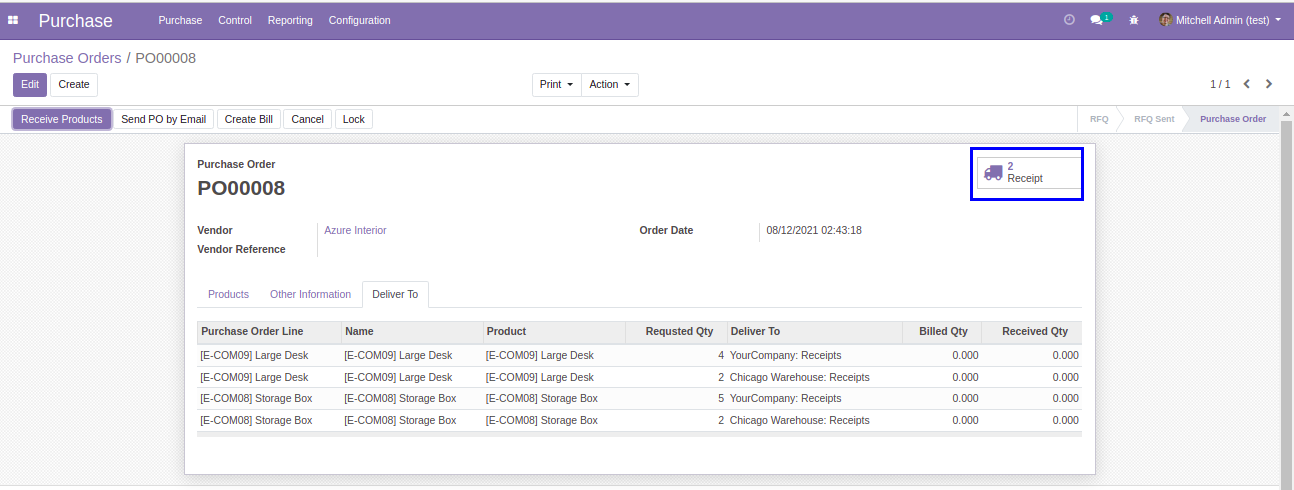 Purchase Purchase Control Reporting Configuration 1 Mitchell Admin (test)
Purchase Orders / PO00008
Edit Create Print Action 1 / 1
Receive Products Send PO by Email Create Bill Cancel Lock RFQ RFQ Sent Purchase Order
Purchase Order
2
Receipt
PO00008
Vendor Azure Interior Order Date 08/12/2021 02:43:18
Vendor Reference
Products Other Information Deliver To
Purchase Order Line Name Product Requsted Qty Deliver To Billed Qty Received Qty
[E-COM09] Large Desk [E-COM09] Large Desk [E-COM09] Large Desk 4 YourCompany: Receipts 0.000 0.000
[E-COM09] Large Desk [E-COM09] Large Desk [E-COM09] Large Desk 2 Chicago Warehouse: Receipts 0.000 0.000
[E-COM08] Storage Box [E-COM08] Storage Box [E-COM08] Storage Box 5 YourCompany: Receipts 0.000 0.000
[E-COM08] Storage Box [E-COM08] Storage Box [E-COM08] Storage Box 2 Chicago Warehouse: Receipts 0.000 0.000